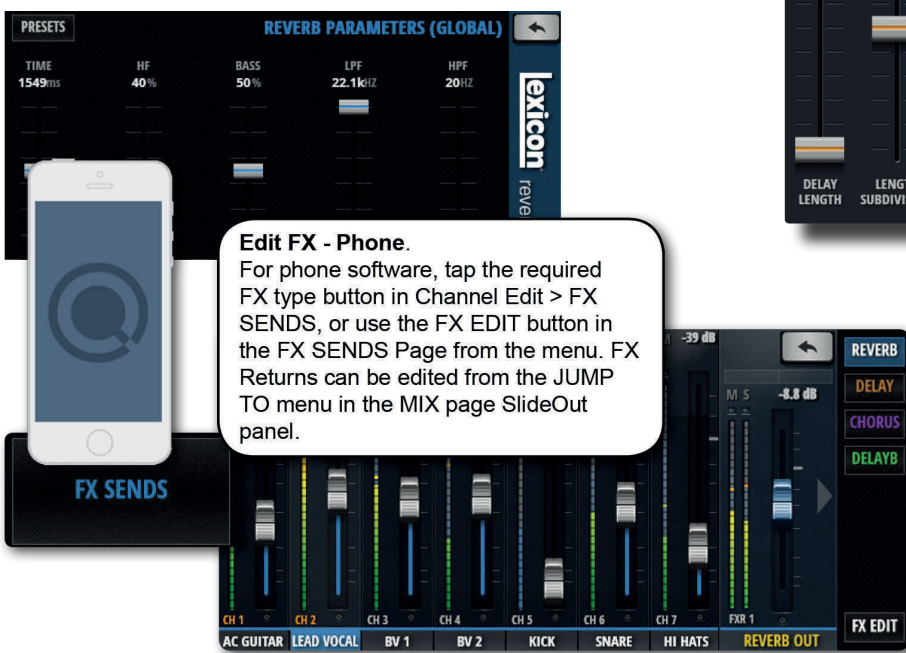 PRESETS
REVERB PARAMETERS (GLOBAL)
TIME HF BASS LPF HPF
1549ms 40% 50% 22.1kHZ 20HZ
lexicon
DELAY LENGTH
LENGTH
Edit FX - Phone.
For phone software, tap the required
FX type button in Channel Edit > FX
SENDS, or use the FX EDIT button in
the FX SENDS Page from the menu. FX
Returns can be edited from the JUMP
TO menu in the MIX page SlideOut
panel.
FX SENDS
-39 dB
M S -8.8 dB
REVERB
DELAY
CHORUS
DELAYB
CH 1 CH 2 CH 3 CH 4 CH 5 CH 6 CH 7 FXR 1
AC GUITAR LEAD VOCAL BV 1 BV 2 KICK SNARE HI HATS REVERB OUT
FX EDIT